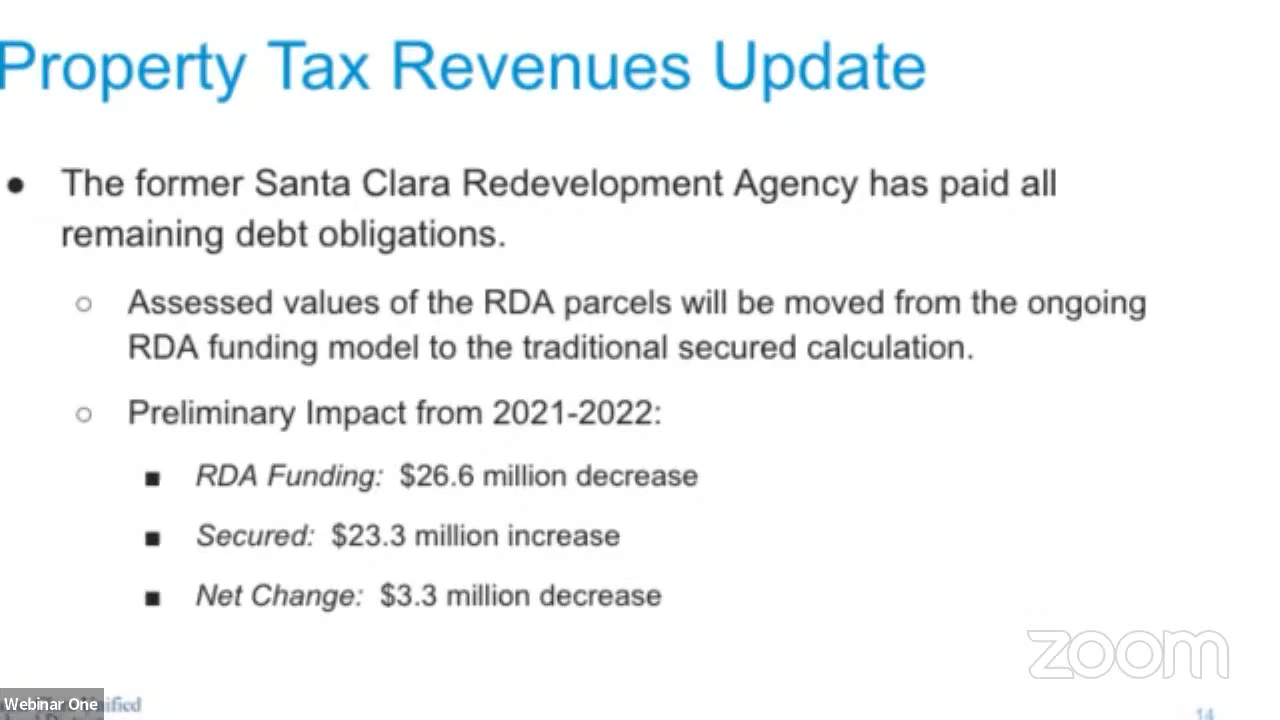 Property Tax Revenues Update
● The former Santa Clara Redevelopment Agency has paid all
remaining debt obligations.
○ Assessed values of the RDA parcels will be moved from the ongoing
RDA funding model to the traditional secured calculation.
○ Preliminary Impact from 2021-2022:
■ RDA Funding: $26.6 million decrease
■ Secured: $23.3 million increase
■ Net Change: $3.3 million decrease
zoom
Webinar One
14